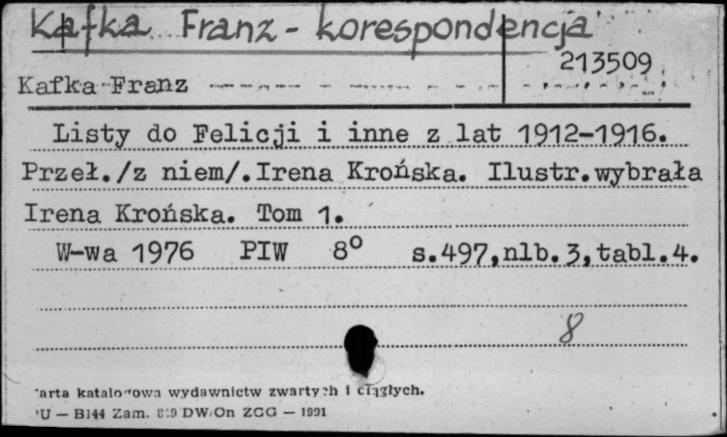 Kafka Franz - korespondencja
213509
Kafka Franz
Listy do Felicji i inne z lat 1912-1916.
Przeł./z niem/.Irena Krońska. Ilustr.wybrała
Irena Krońska. Tom 1.
W-wa 1976 PIW 8° s.497,nlb.3,tabl.4.
8
arta katalogowa wydawnictw zwartych i ciągłych.
U — B144 Zam. DW/On ZGG — 1991